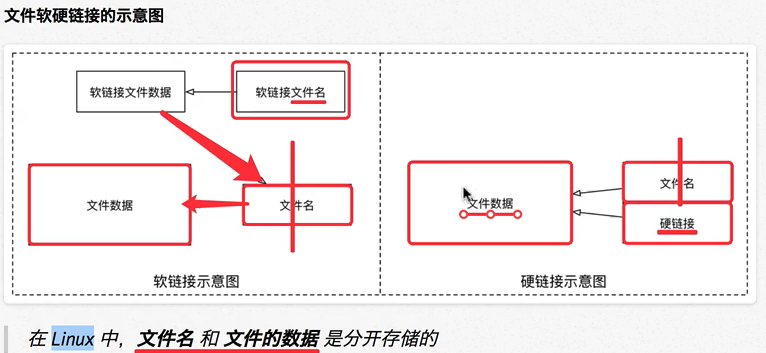 文件软硬链接的示意图
软链接文件数据
软链接文件名
文件数据
文件名
软链接示意图
文件数据
文件名
硬链接
硬链接示意图
在 Linux 中，文件名 和 文件的数据 是分开存储的